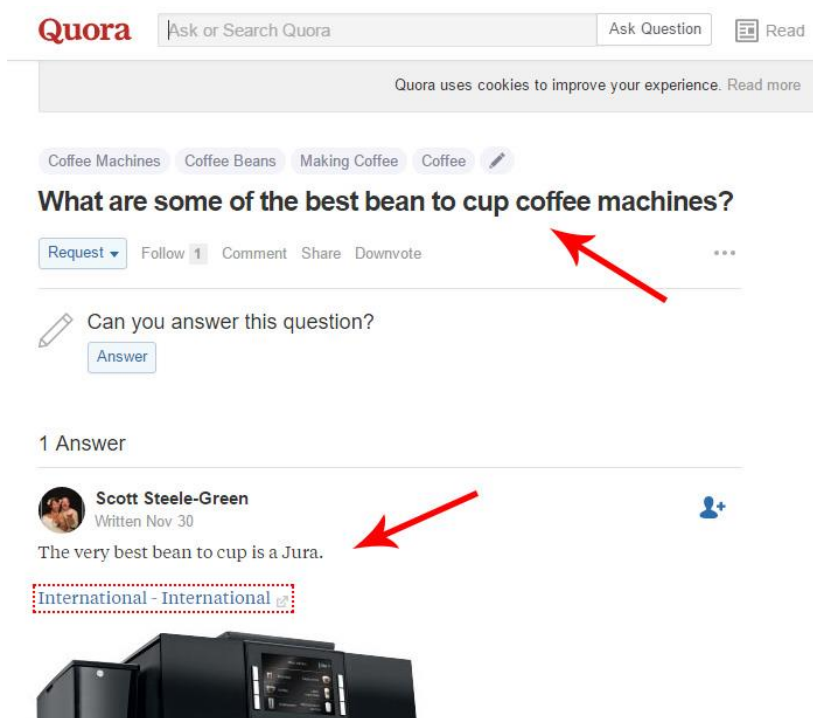 Quora
Ask or Search Quora
Ask Question
Read
Quora uses cookies to improve your experience. Read more
Coffee Machines Coffee Beans Making Coffee Coffee
What are some of the best bean to cup coffee machines?
Request Follow 1 Comment Share Downvote
Can you answer this question?
Answer
1 Answer
Scott Steele-Green
Written Nov 30
The very best bean to cup is a Jura.
International - International